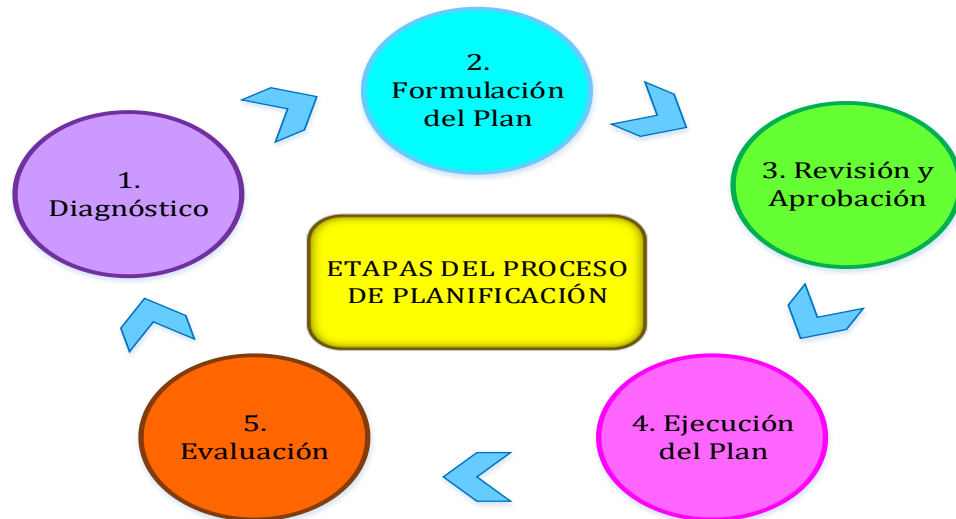 1.
Diagnóstico
2.
Formulación
del Plan
3. Revisión y
Aprobación
4. Ejecución
del Plan
5.
Evaluación
ETAPAS DEL PROCESO
DE PLANIFICACIÓN